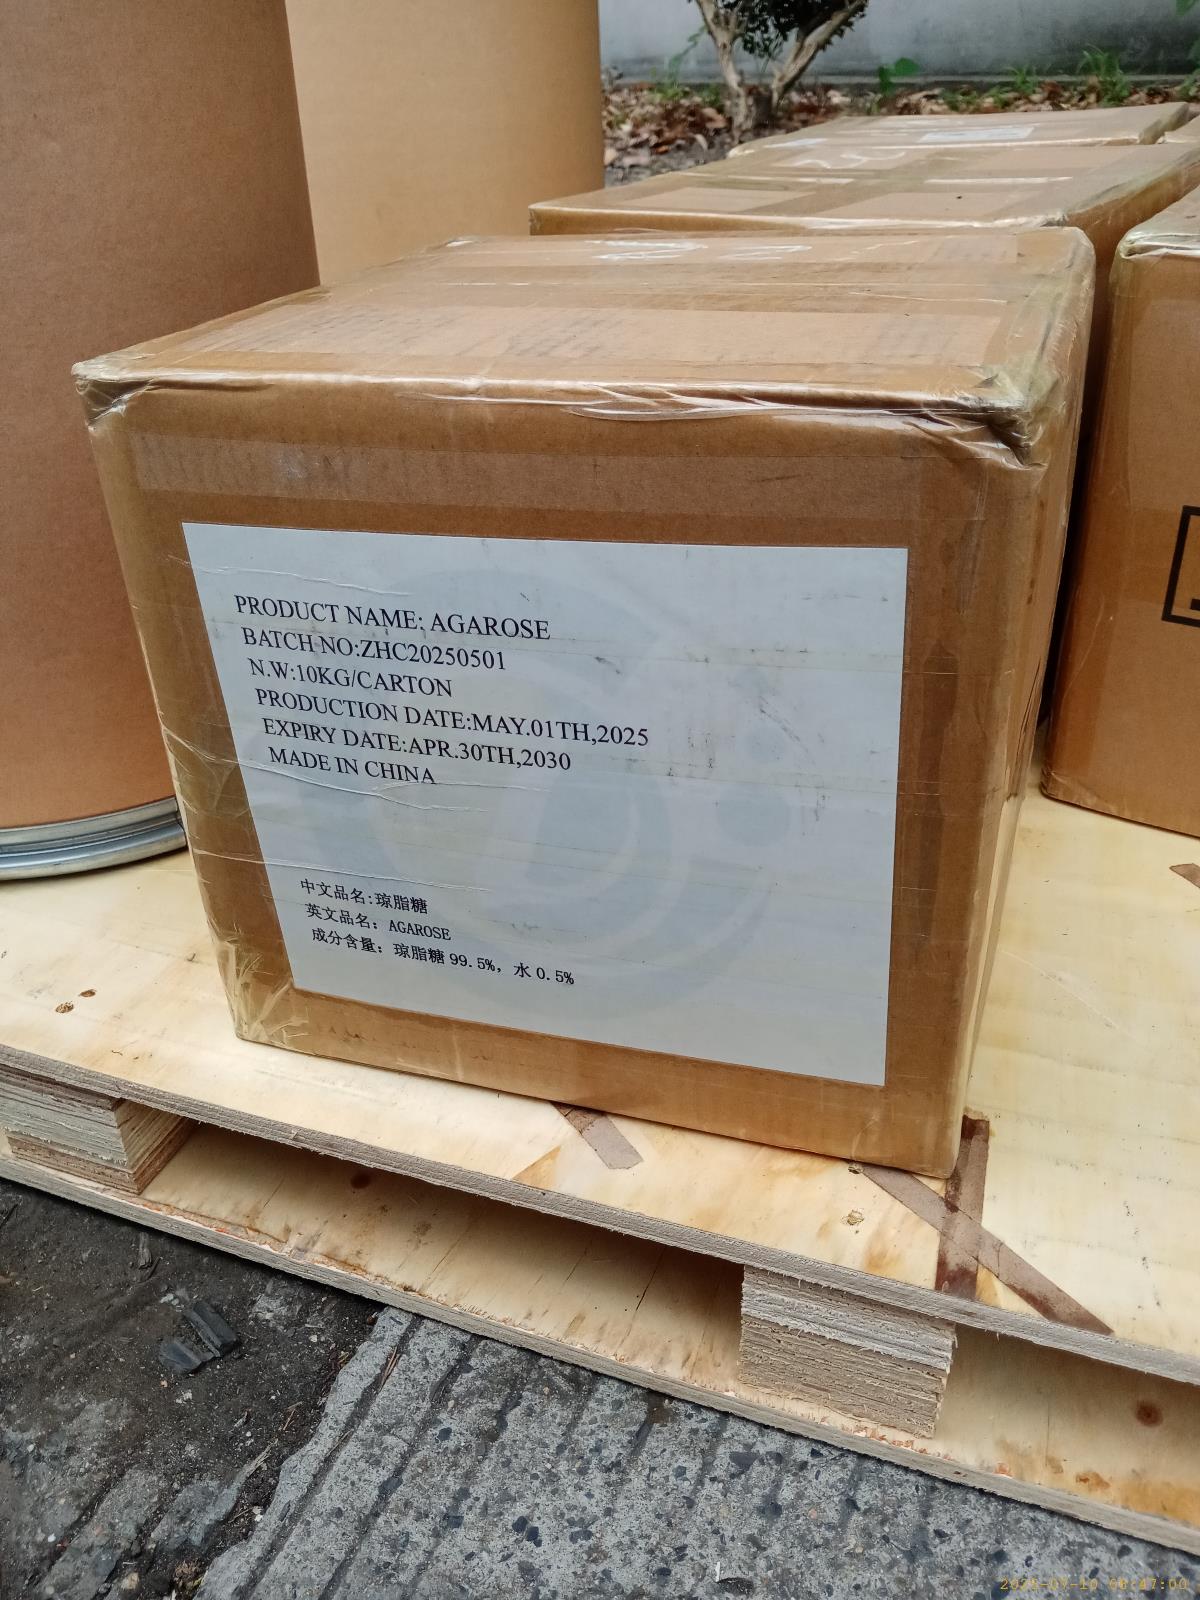 PRODUCT NAME: AGAROSE
BATCH NO:ZHC20250501
N.W:10KG/CARTON
PRODUCTION DATE:MAY.01TH,2025
EXPIRY DATE:APR.30TH,2030
MADE IN CHINA
中文品名:琼脂糖
英文品名：AGAROSE
成分含量：琼脂糖 99.5%，水 0.5%